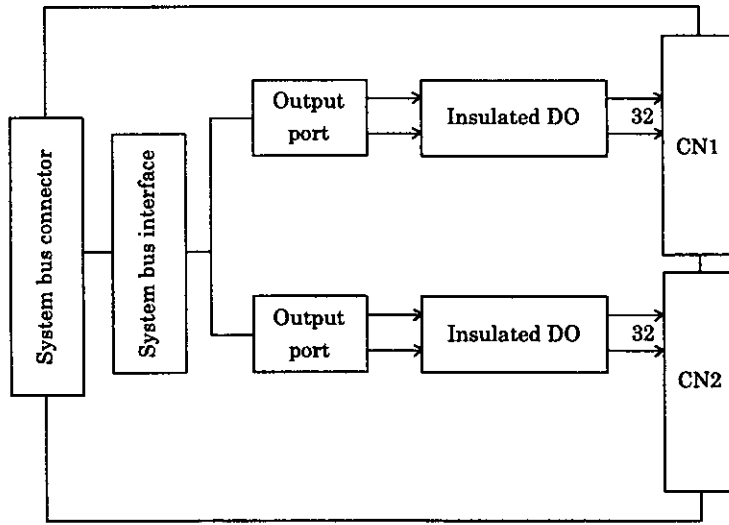 System bus connector
System bus interface
Output
port
Insulated DO
32
CN1
Output
port
Insulated DO
32
CN2